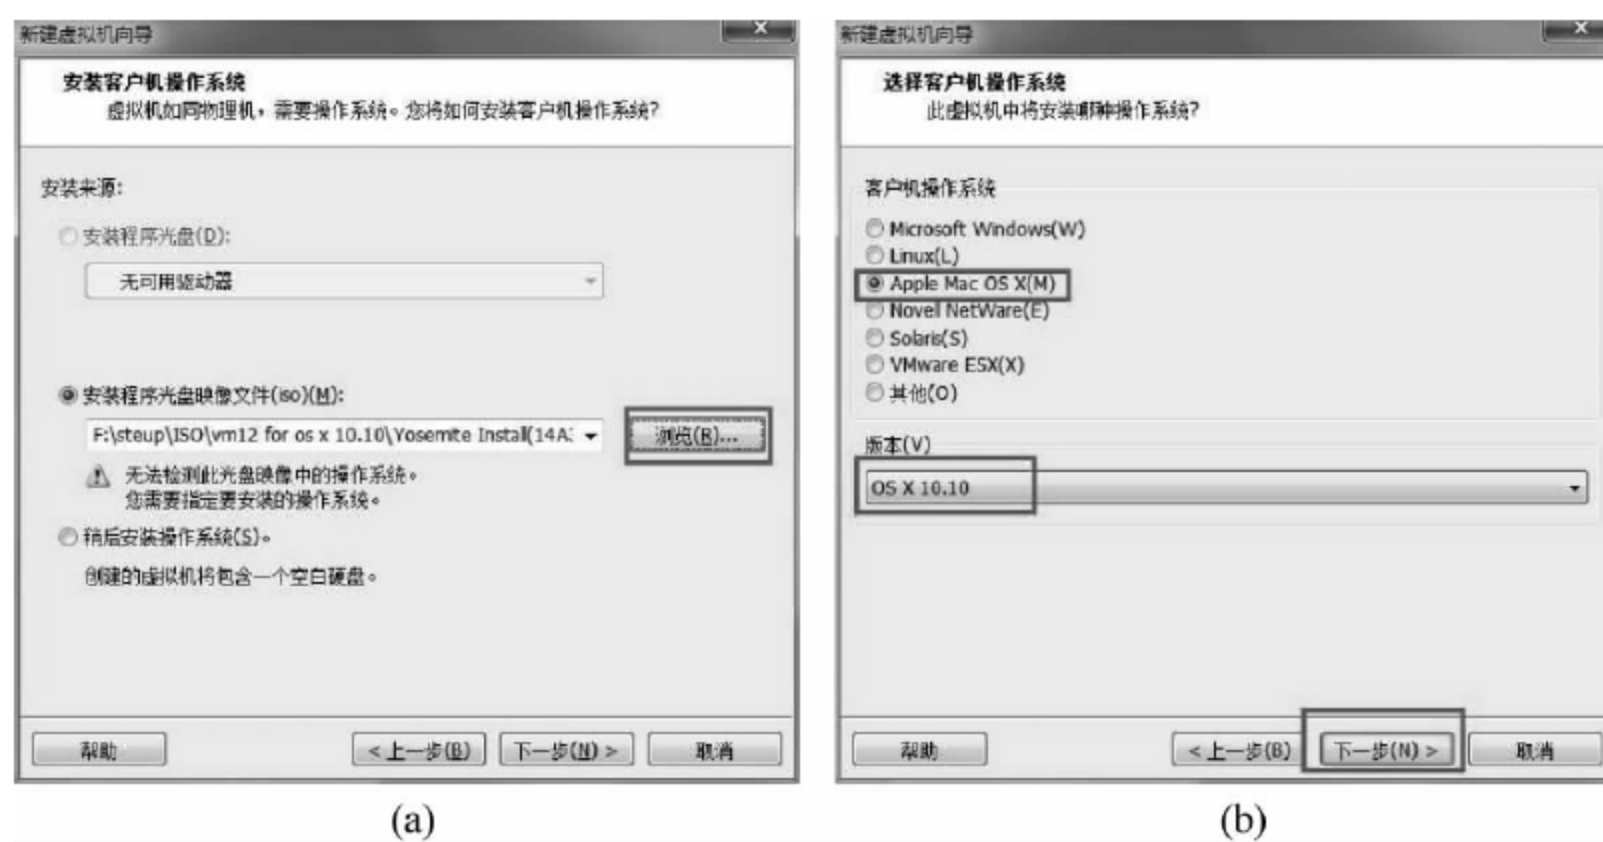 新建虚拟机向导
安装客户机操作系统
虚拟机如同物理机，需要操作系统。您将如何安装客户机操作系统?
安装来源:
安装程序光盘(D):
无可用驱动器
安装程序光盘映像文件(iso)(M):
F:\steup\ISO\vm12 for os x 10.10\Yosemite Install(14A:
浏览(R)...
无法检测此光盘映像中的操作系统。
您需要指定要安装的操作系统。
稍后安装操作系统(S)。
创建的虚拟机将包含一个空白硬盘。
帮助
<上一步(B)
下一步(N) >
取消
(a)
新建虚拟机向导
选择客户机操作系统
此虚拟机中将安装哪种操作系统?
客户机操作系统
Microsoft Windows(W)
Linux(L)
Apple Mac OS X(M)
Novell NetWare(E)
Solaris(S)
VMware ESX(X)
其他(O)
版本(V)
OS X 10.10
帮助
<上一步(B)
下一步(N) >
取消
(b)